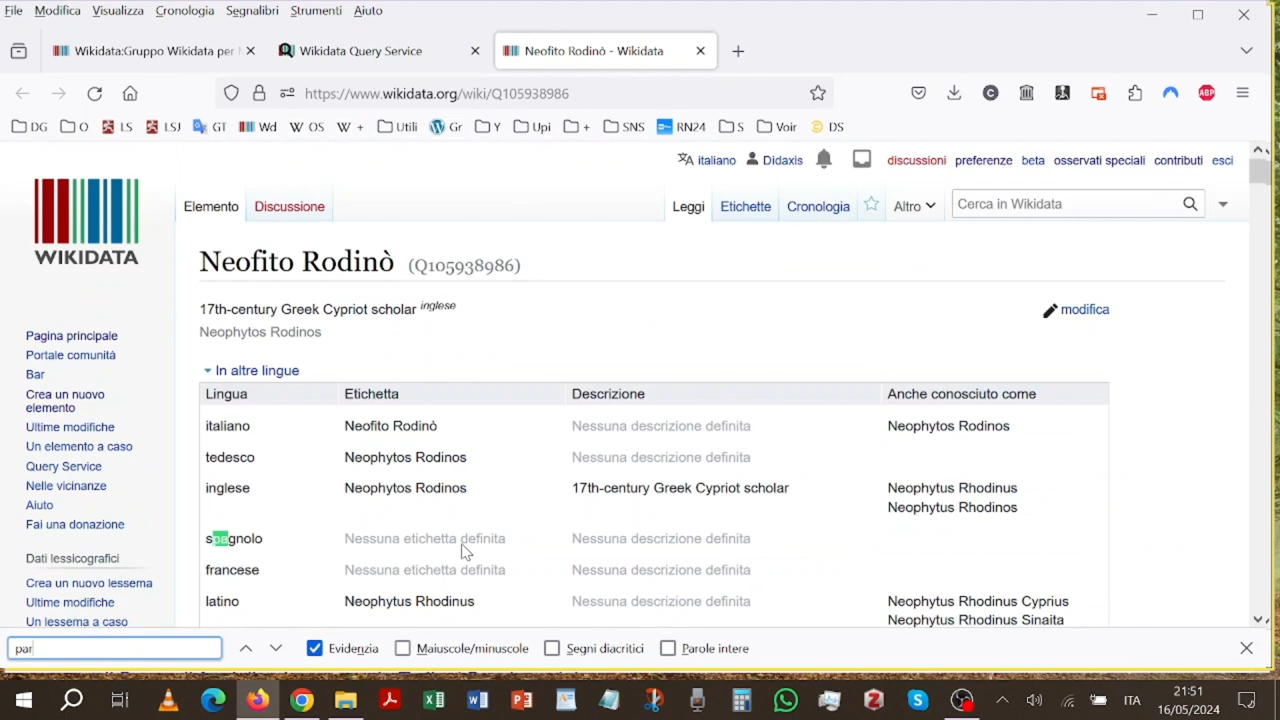 File Modifica Visualizza Cronologia Segnalibri Strumenti Aiuto
Wikidata:Gruppo Wikidata per Wikidata Query Service Neofito Rodinò - Wikidata
https://www.wikidata.org/wiki/Q105938986
DG O LS LSJ GT Wd OS + Utili Gr Y Upi + SNS RN24 S Voir DS
italiano Didaxis discussioni preferenze beta osservati speciali contributi esci
Elemento Discussione Leggi Etichette Cronologia Altro Cerca in Wikidata
WIKIDATA
Neofito Rodinò (Q105938986)
17th-century Greek Cypriot scholar inglese modifica
Neophytos Rodinos
In altre lingue
Lingua Etichetta Descrizione Anche conosciuto come
italiano Neofito Rodinò Nessuna descrizione definita Neophytos Rodinos
tedesco Neophytos Rodinos Nessuna descrizione definita
inglese Neophytos Rodinos 17th-century Greek Cypriot scholar Neophytus Rhodinus
Neophytus Rhodinos
spagnolo Nessuna etichetta definita Nessuna descrizione definita
francese Nessuna etichetta definita Nessuna descrizione definita
latino Neophytus Rhodinus Nessuna descrizione definita Neophytus Rhodinus Cyprius
Neophytus Rhodinus Sinaita
Pagina principale
Portale comunità
Bar
Crea un nuovo
elemento
Ultime modifiche
Un elemento a caso
Query Service
Nelle vicinanze
Aiuto
Fai una donazione
Dati lessicografici
Crea un nuovo lessema
Ultime modifiche
Un lessema a caso
par Evidenzia Maiuscole/minuscole Segni diacritici Parole intere
ITA 21:51
16/05/2024